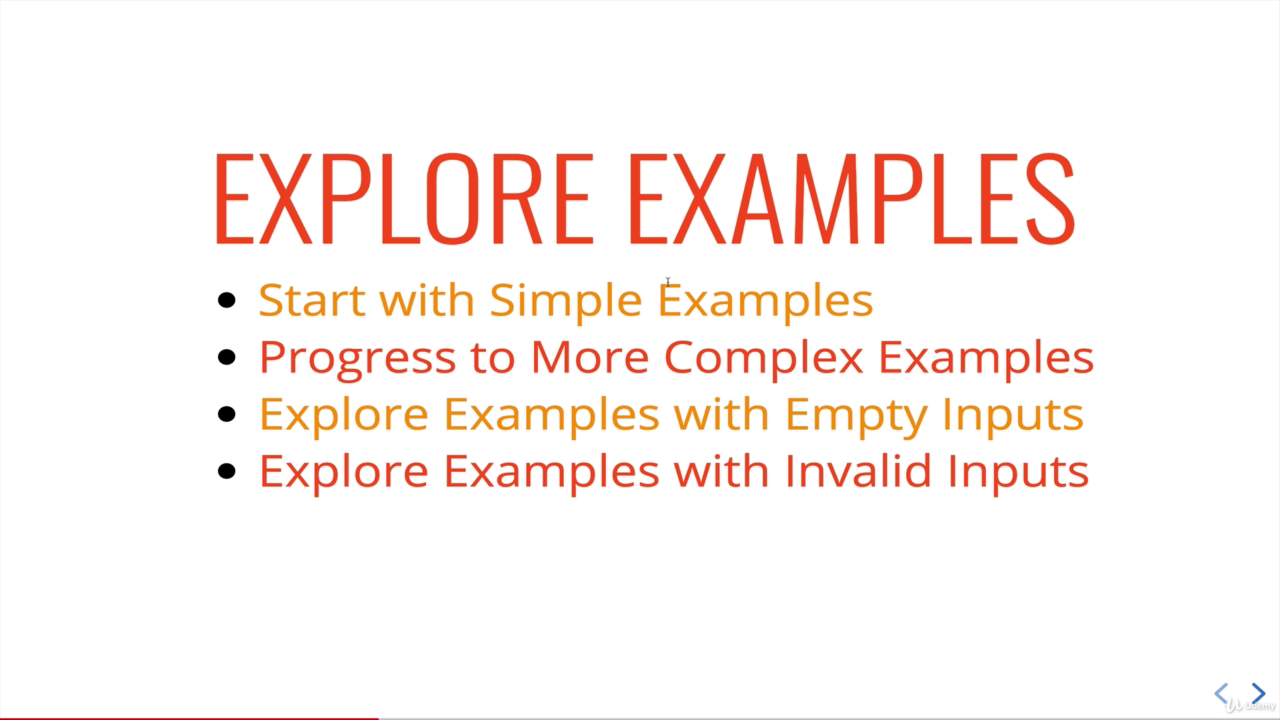 EXPLORE EXAMPLES
Start with Simple Examples
Progress to More Complex Examples
Explore Examples with Empty Inputs
Explore Examples with Invalid Inputs
Udemy